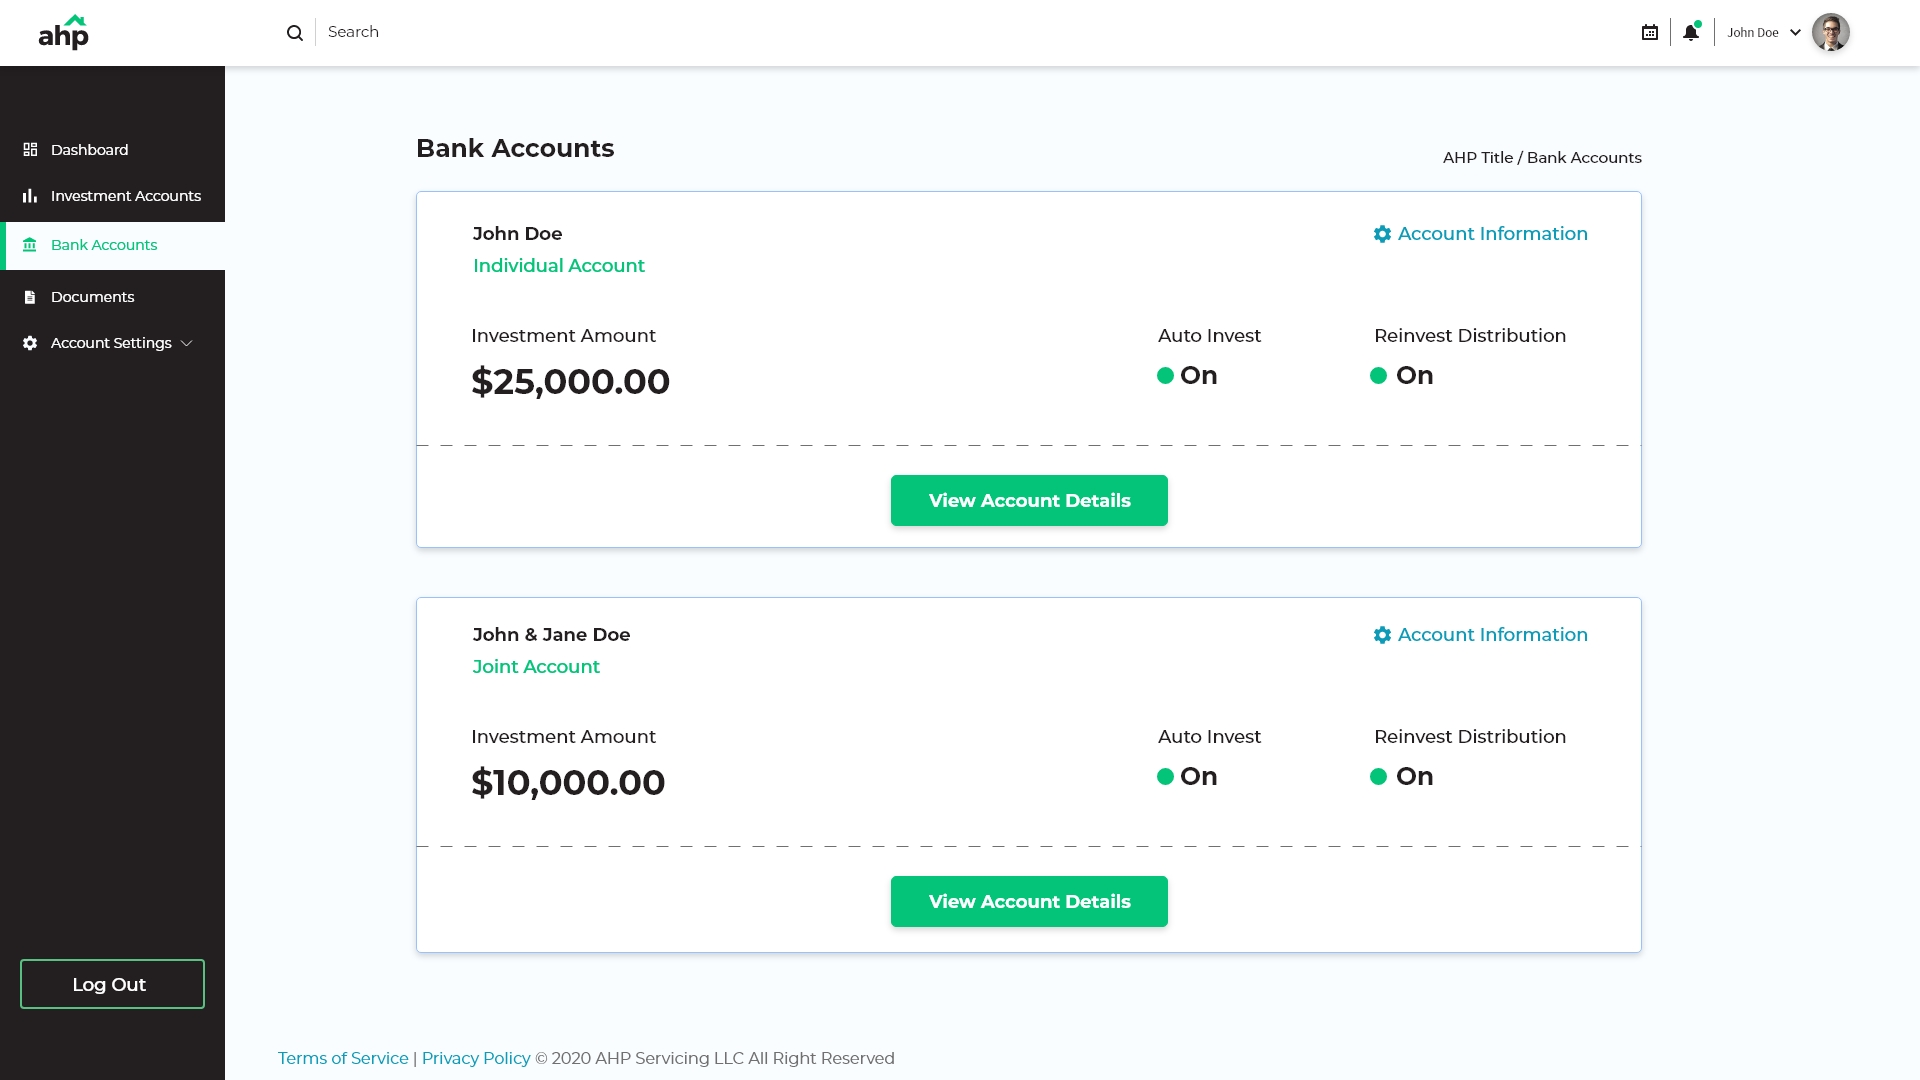 ahp
Search
John Doe
Dashboard
Investment Accounts
Bank Accounts
Documents
Account Settings
Log Out
Bank Accounts
AHP Title / Bank Accounts
John Doe
Account Information
Individual Account
Investment Amount
Auto Invest
Reinvest Distribution
$25,000.00
On
On
View Account Details
John & Jane Doe
Account Information
Joint Account
Investment Amount
Auto Invest
Reinvest Distribution
$10,000.00
On
On
View Account Details
Terms of Service | Privacy Policy © 2020 AHP Servicing LLC All Right Reserved